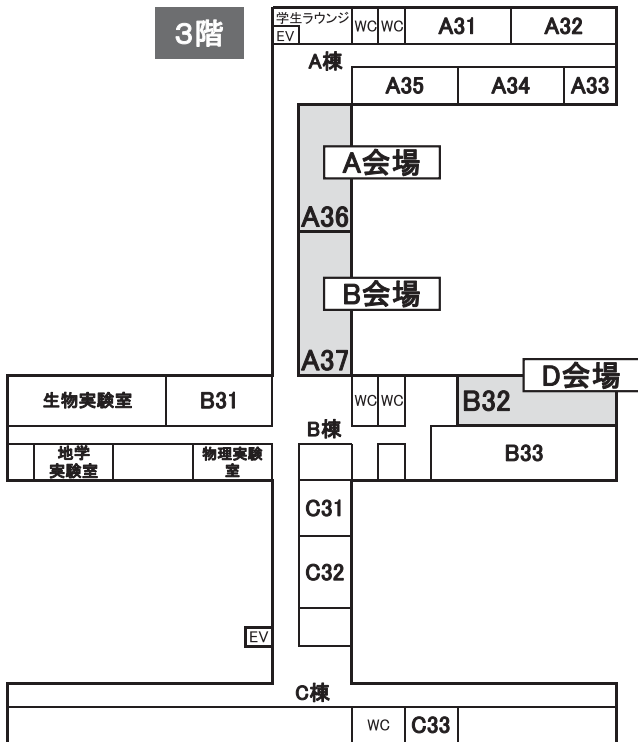 3階
学生ラウンジ
EV
WC
WC
A31
A32
A棟
A35
A34
A33
A会場
A36
B会場
A37
D会場
生物実験室
B31
WC
WC
B32
B棟
地学
実験室
物理実験
室
B33
C31
C32
EV
C棟
WC
C33